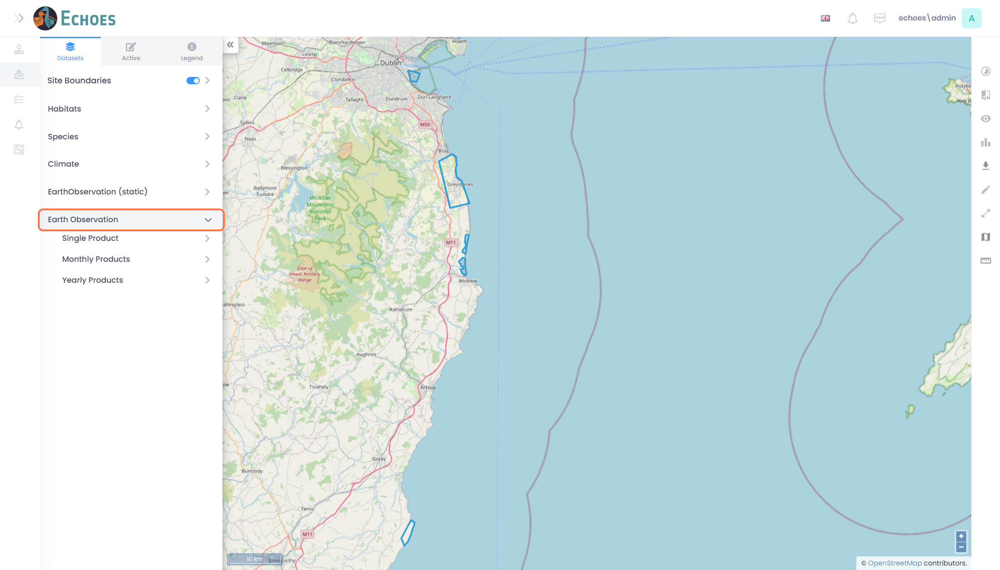 ECHOES
echoes\admin
A
Datasets
Active
Legend
Site Boundaries
Habitats
Species
Climate
EarthObservation (static)
Earth Observation
Single Product
Monthly Products
Yearly Products
Maynooth
Blanchardstown
Howth
Leixlip
Dublin
Celbridge
Clondalkin
Clane
Tallaght
Dundrum
Dún Laoghaire
Sallins
M50
Naas
Bray
Blessington
Ballymore
Eustace
Greystones
Wicklow
Mountains
National
Park
M11
Glen of
Imaal Artillery
Range
Wicklow
altinglass
Rathdrum
Aughrim
Tinahely
Arklow
Gorey
Bunclody
Ferns
M11
Enniscorthy
10 km
Holyhe
Holy Is
+
−
© OpenStreetMap contributors.